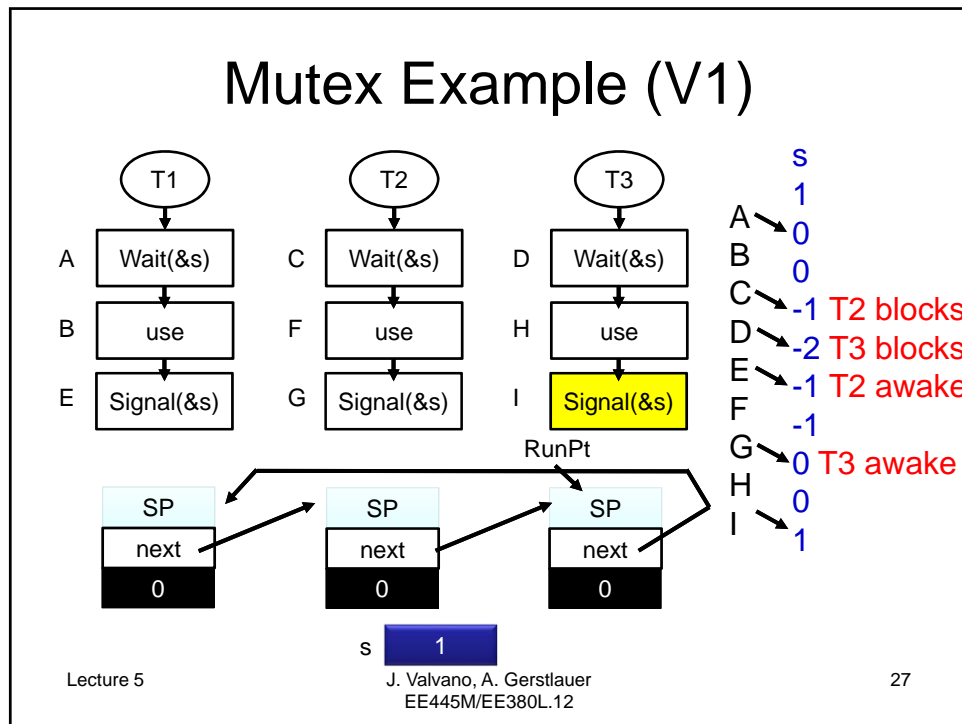 Mutex Example (V1)
T1
T2
T3
A
Wait(&s)
C
Wait(&s)
D
Wait(&s)
B
use
F
use
H
use
E
Signal(&s)
G
Signal(&s)
I
Signal(&s)
s
1
A
0
B
0
C
-1 T2 blocks
D
-2 T3 blocks
E
-1 T2 awake
F
-1
G
0 T3 awake
H
0
I
1
RunPt
SP
SP
SP
next
next
next
0
0
0
s
1
Lecture 5
J. Valvano, A. Gerstlauer
EE445M/EE380L.12
27